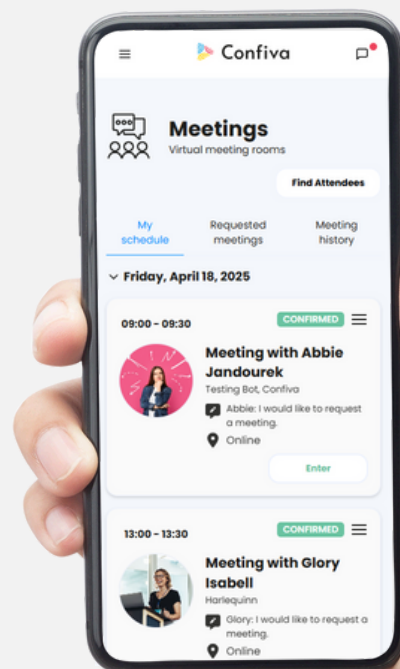 Confiva
Meetings
Virtual meeting rooms
Find Attendees
My
schedule
Requested
meetings
Meeting
history
Friday, April 18, 2025
09:00 - 09:30
CONFIRMED
Meeting with Abbie
Jandourek
Testing Bot, Confiva
Abbie: I would like to request
a meeting.
Online
Enter
13:00 - 13:30
CONFIRMED
Meeting with Glory
Isabell
Harlequinn
Glory: I would like to request a
meeting.
Online